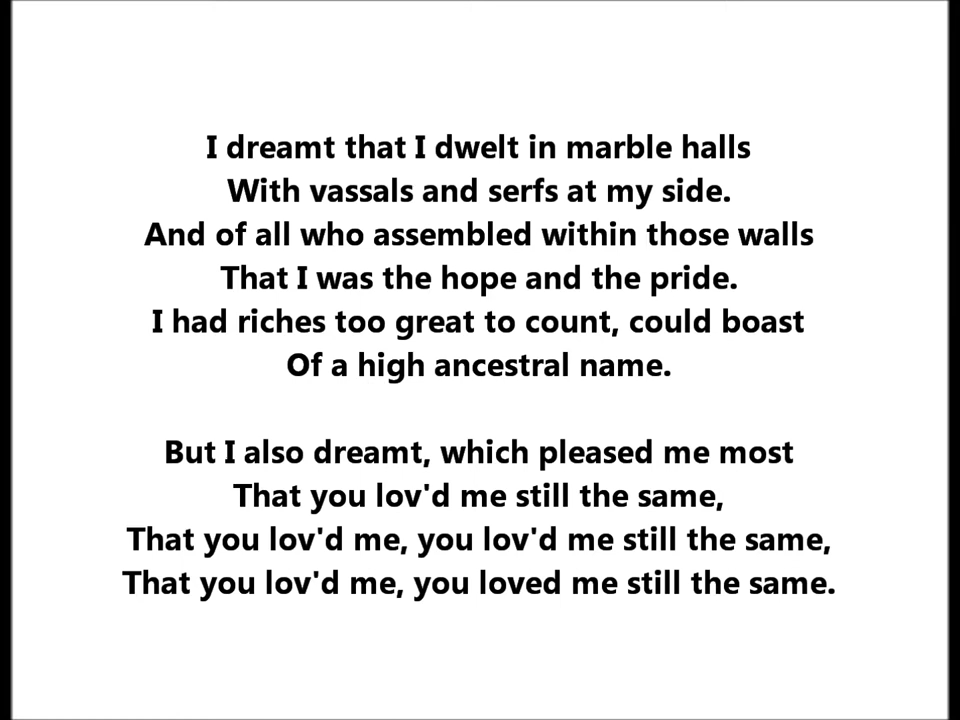 I dreamt that I dwelt in marble halls
With vassals and serfs at my side.
And of all who assembled within those walls
That I was the hope and the pride.
I had riches too great to count, could boast
Of a high ancestral name.
But I also dreamt, which pleased me most
That you lov'd me still the same,
That you lov'd me, you lov'd me still the same,
That you lov'd me, you loved me still the same.